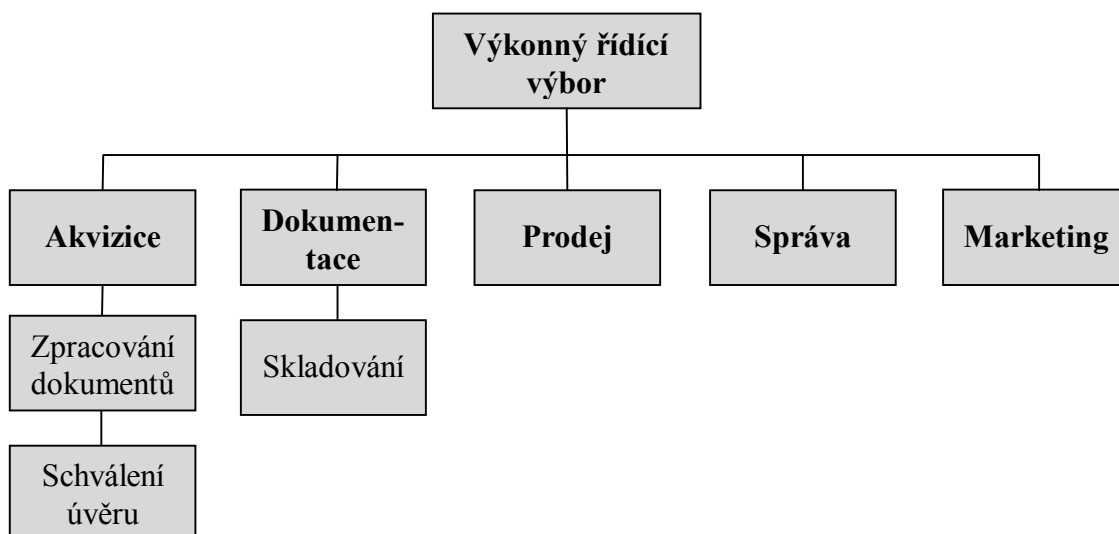 Výkonný řídící
výbor
Akvizice
Dokumen-
tace
Prodej
Správa
Marketing
Zpracování
dokumentů
Skladování
Schválení
úvěru